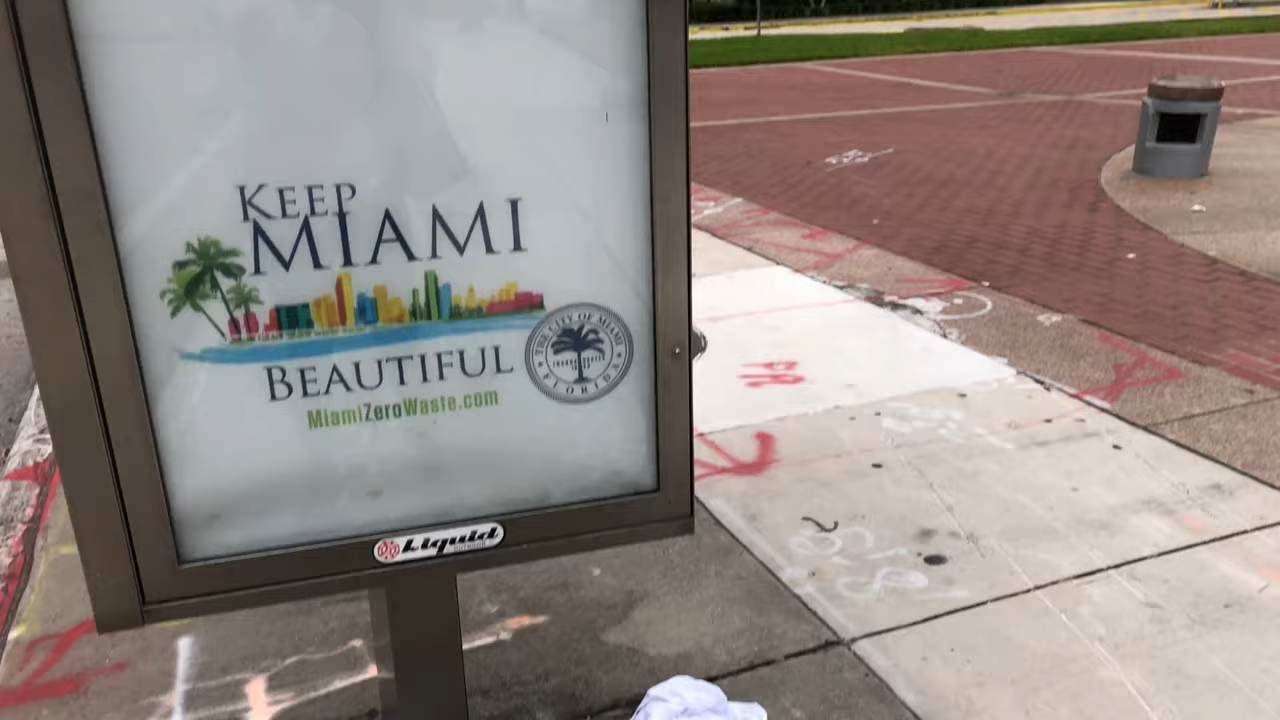 KEEP
MIAMI
BEAUTIFUL
MiamiZeroWaste.com
THE CITY OF MIAMI
FLORIDA
Liquid
PR